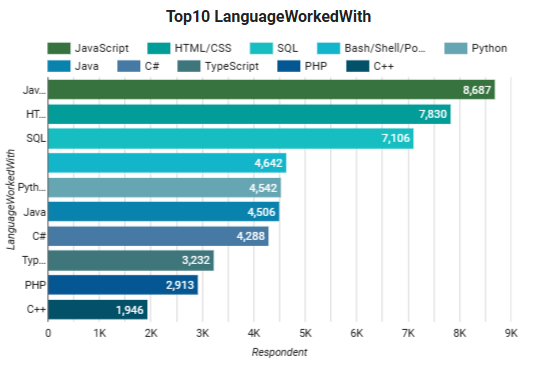 Top10 LanguageWorkedWith
JavaScript HTML/CSS SQL Bash/Shell/Po... Python
Java C# TypeScript PHP C++
LanguageWorkedWith
Jav... 8,687
HT... 7,830
SQL 7,106
4,642
Pyth... 4,542
Java 4,506
C# 4,288
Typ... 3,232
PHP 2,913
C++ 1,946
0 1K 2K 3K 4K 5K 6K 7K 8K 9K
Respondent